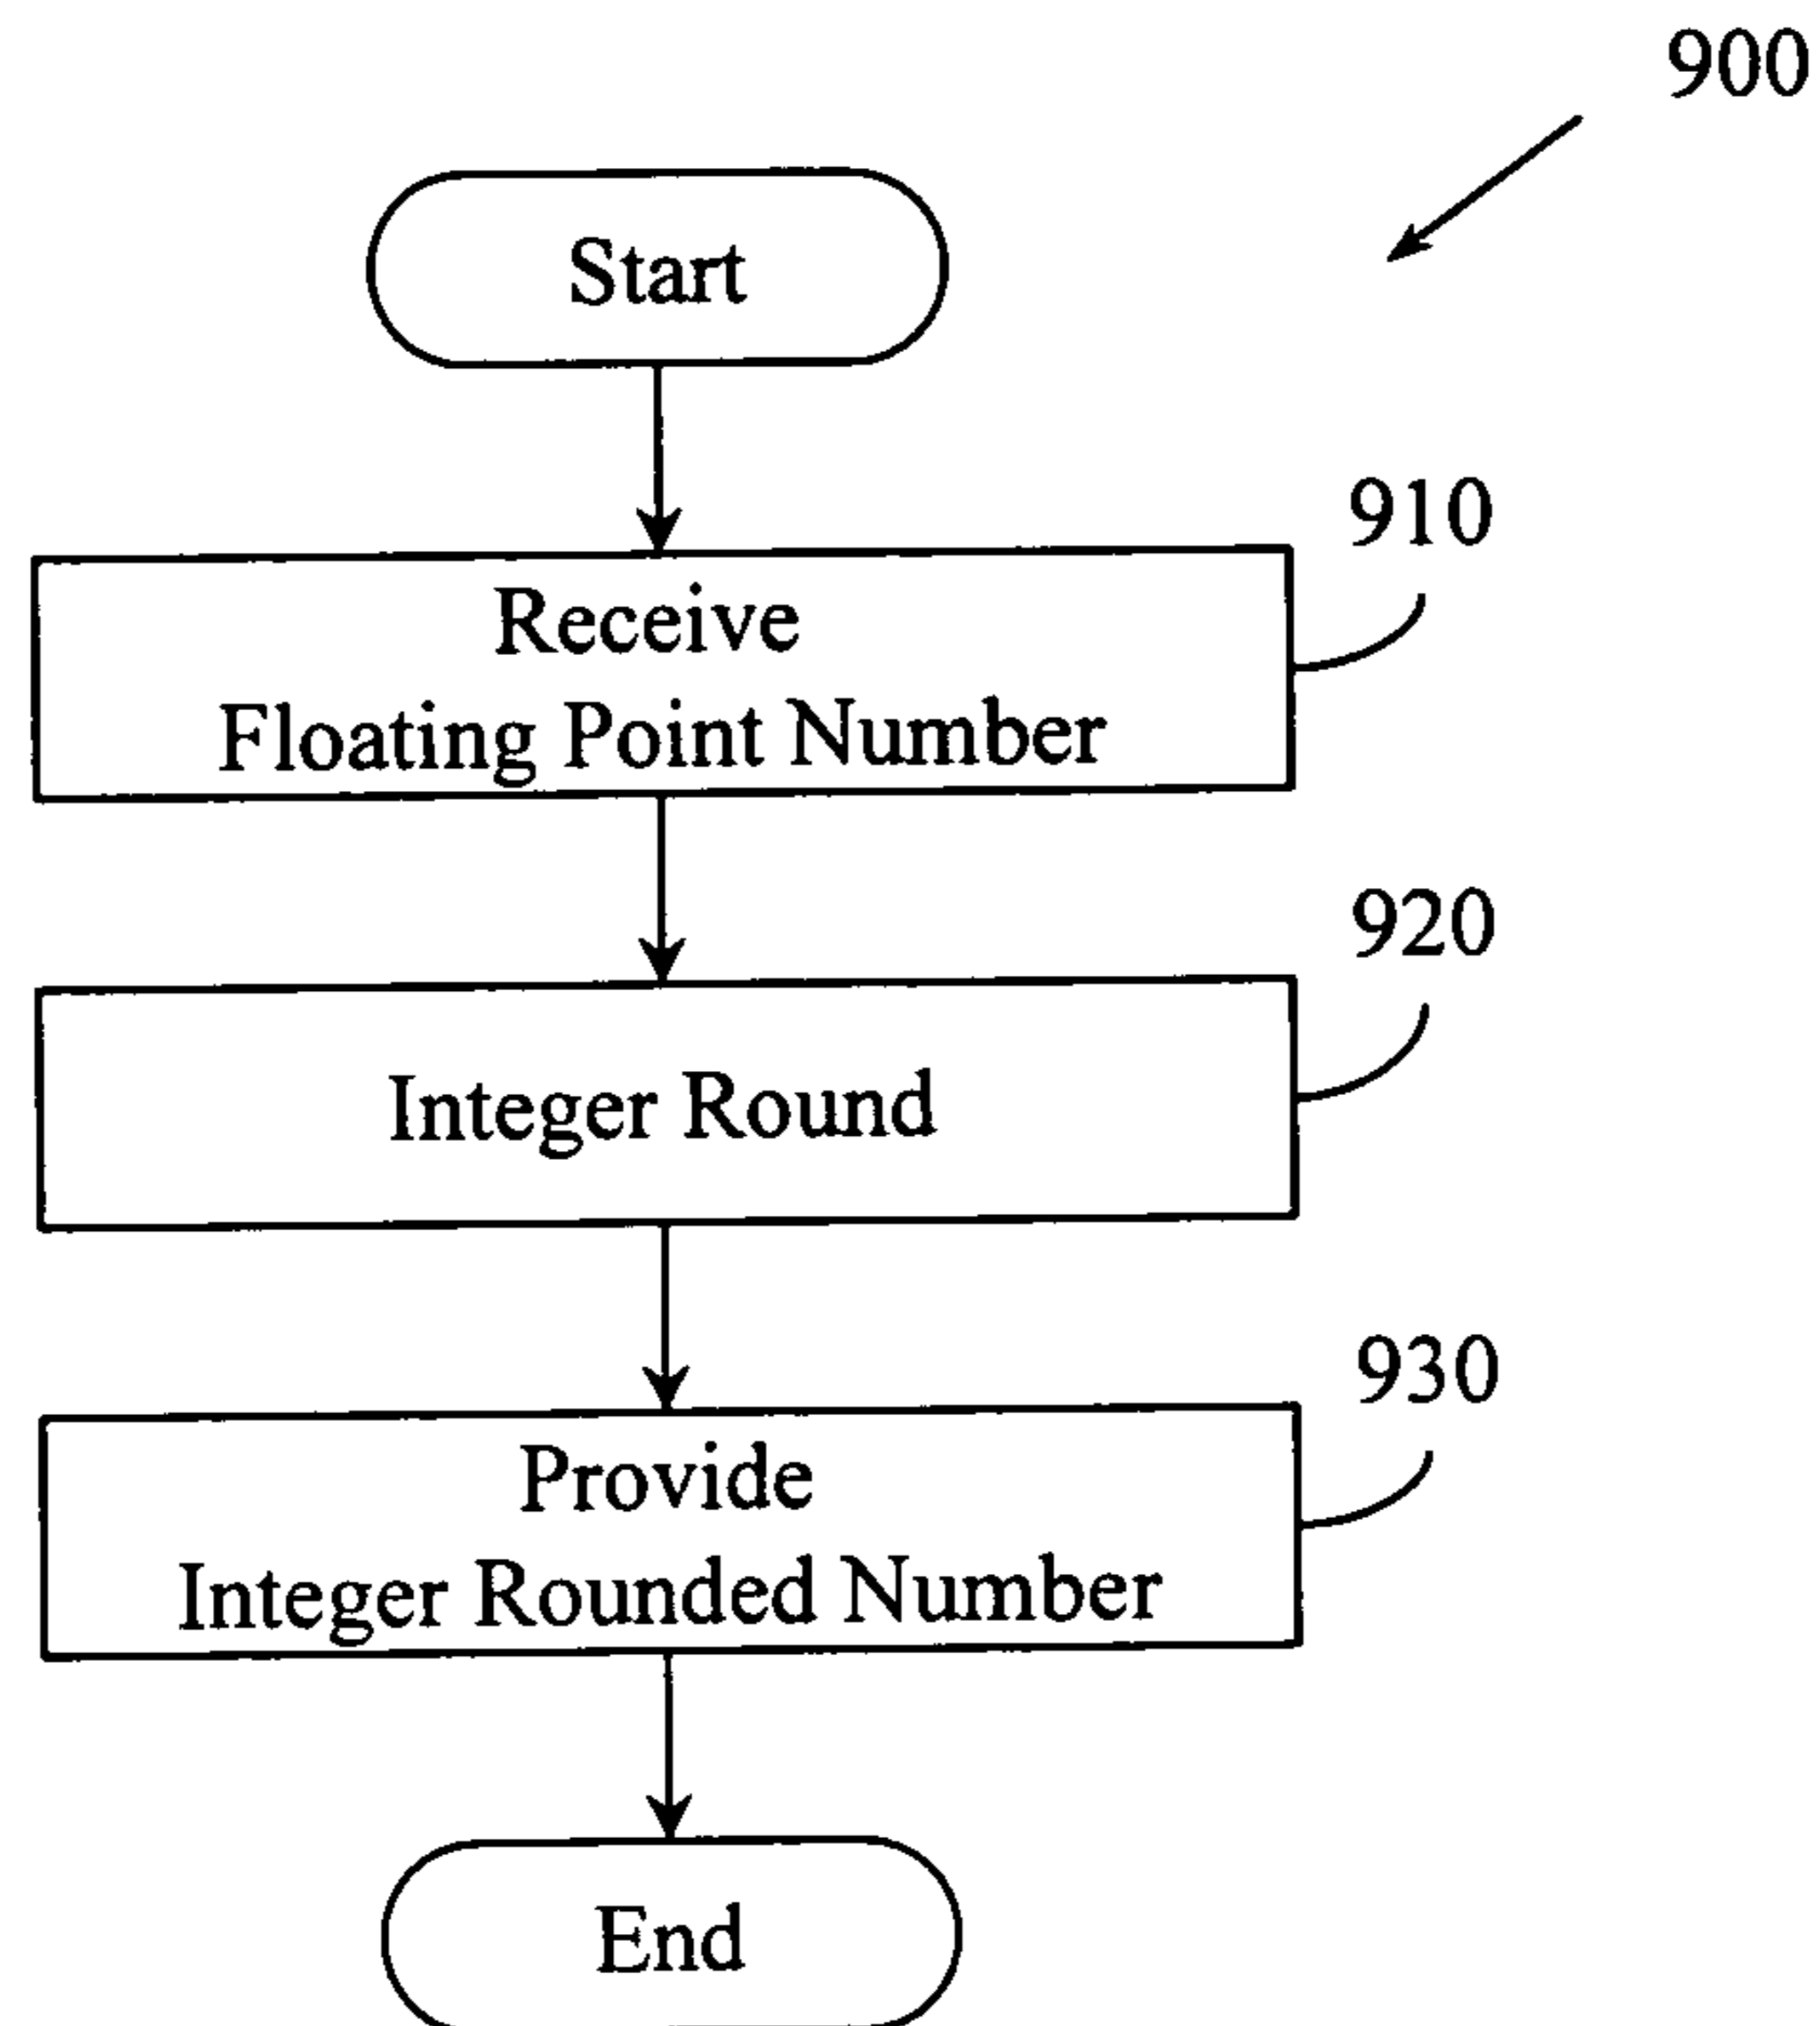 900
Start
910
Receive
Floating Point Number
920
Integer Round
930
Provide
Integer Rounded Number
End